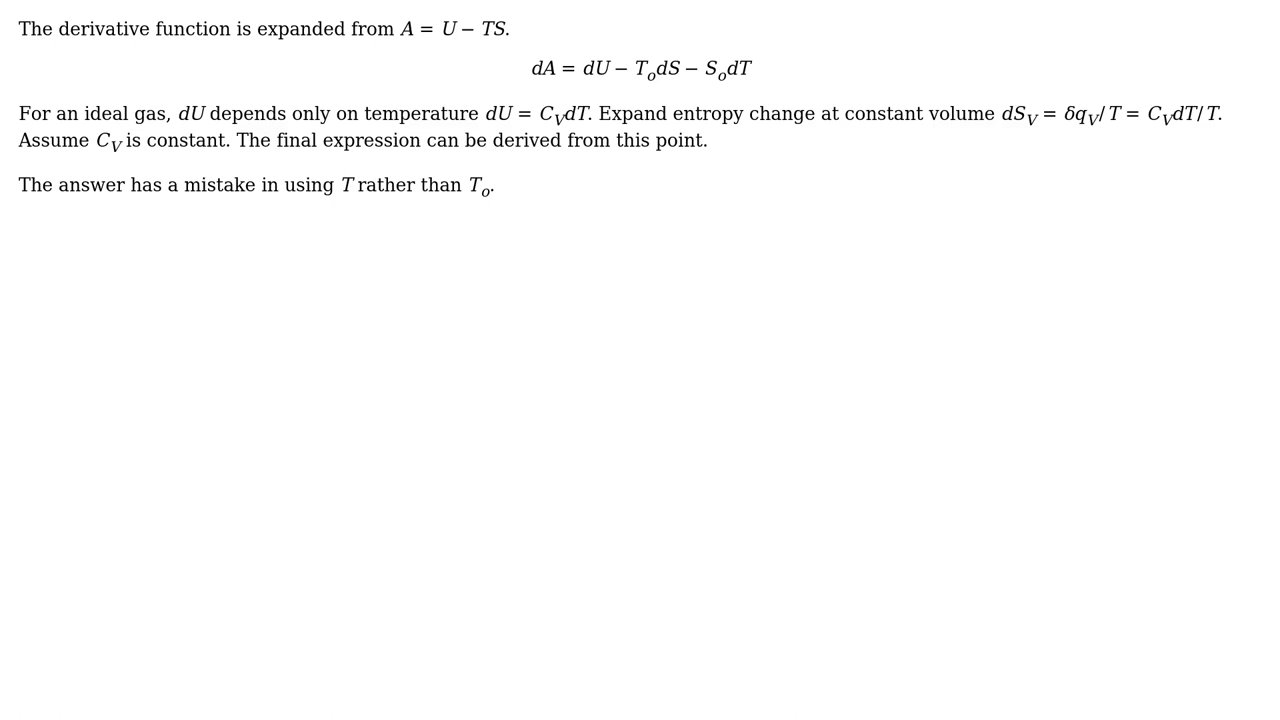 The derivative function is expanded from A = U − TS.
dA = dU − T_o dS − S_o dT
For an ideal gas, dU depends only on temperature dU = C_V dT. Expand entropy change at constant volume dS_V = δq_V/T = C_V dT/T.
Assume C_V is constant. The final expression can be derived from this point.
The answer has a mistake in using T rather than T_o.